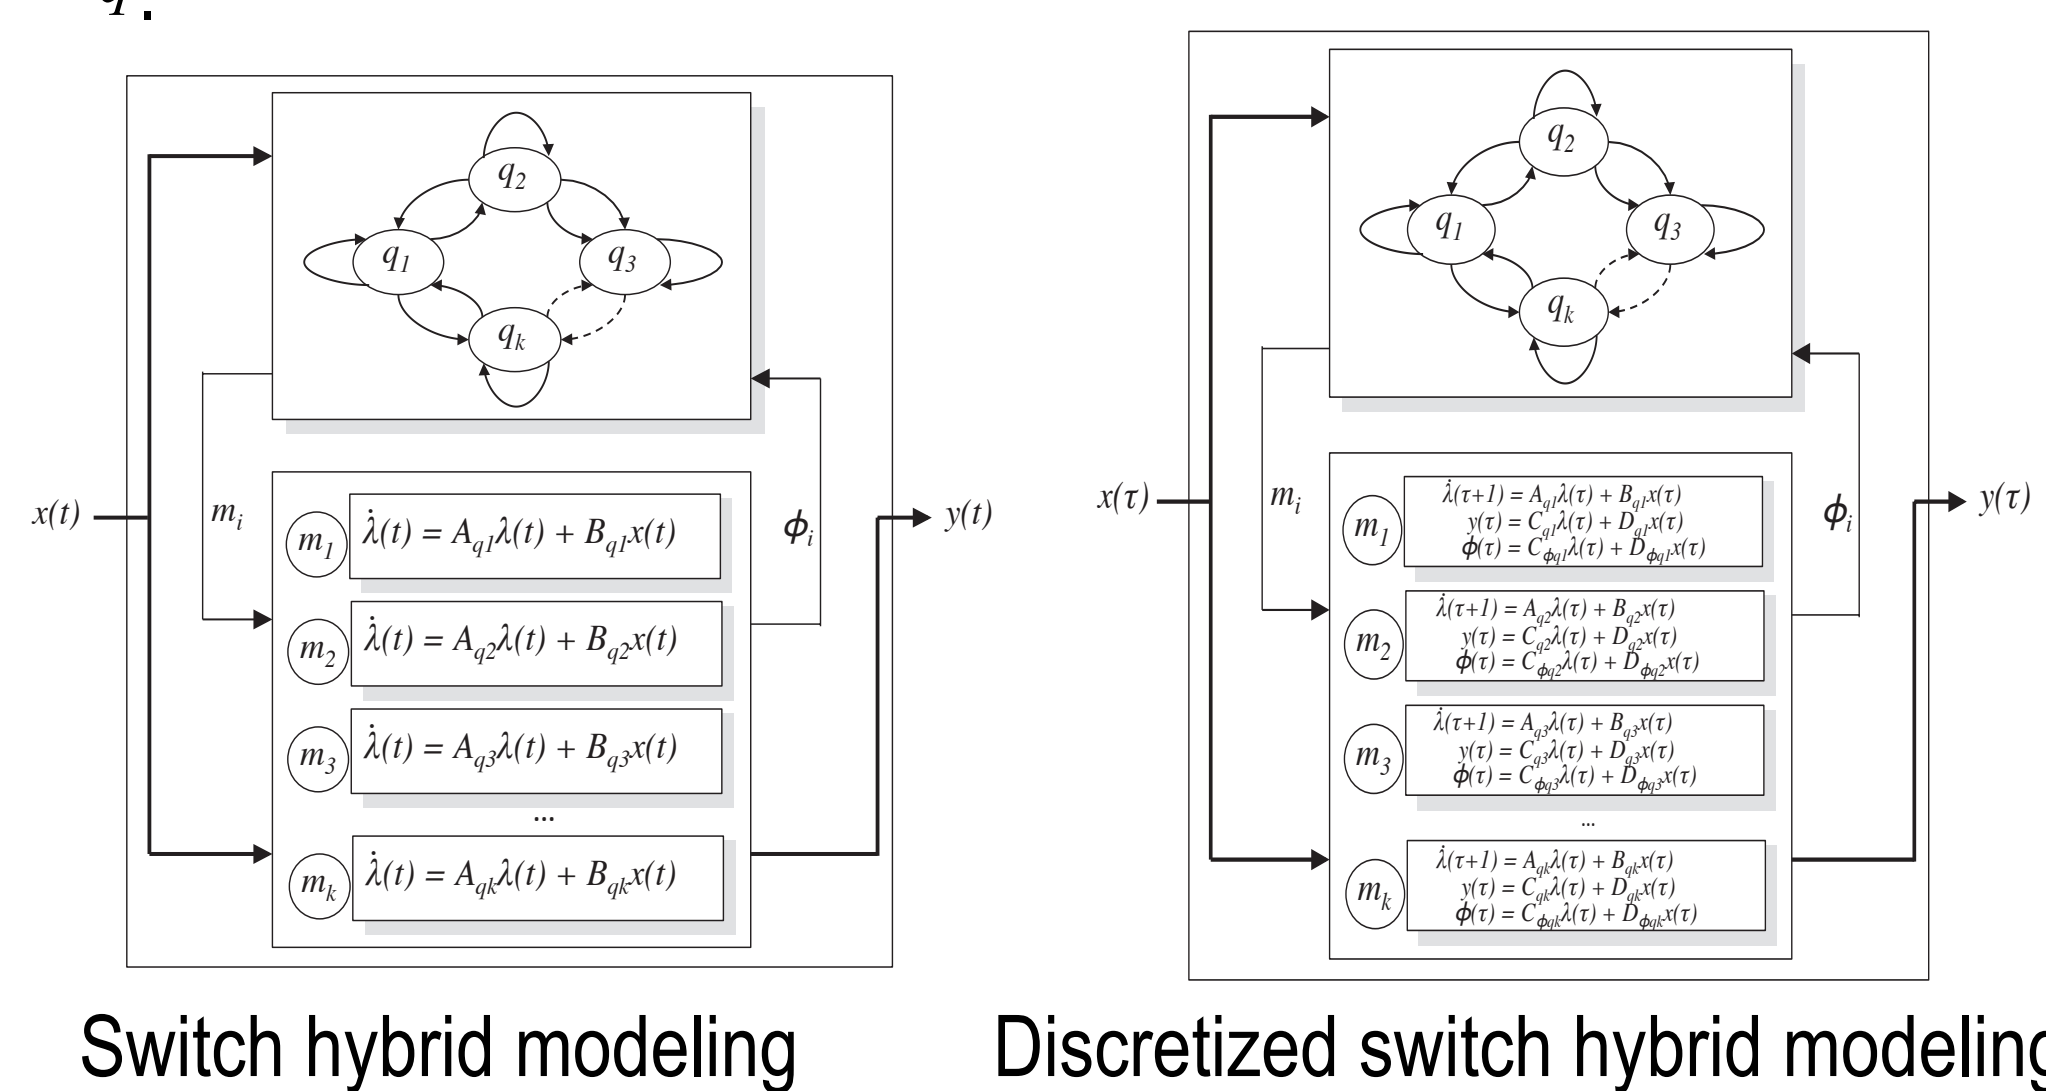 q.
q2
q1
q3
qk
x(t)
mi
ϕi
y(t)
m1
λ̇(t) = Aq1λ(t) + Bq1x(t)
m2
λ̇(t) = Aq2λ(t) + Bq2x(t)
m3
λ̇(t) = Aq3λ(t) + Bq3x(t)
...
mk
λ̇(t) = Aqkλ(t) + Bqkx(t)
Switch hybrid modeling
q2
q1
q3
qk
x(τ)
mi
ϕi
y(τ)
m1
λ̇(τ+1) = Aq1λ(τ) + Bq1x(τ)
y(τ) = Cq1λ(τ) + Dq1x(τ)
ϕ(τ) = Cϕq1λ(τ) + Dϕq1x(τ)
m2
λ̇(τ+1) = Aq2λ(τ) + Bq2x(τ)
y(τ) = Cq2λ(τ) + Dq2x(τ)
ϕ(τ) = Cϕq2λ(τ) + Dϕq2x(τ)
m3
λ̇(τ+1) = Aq3λ(τ) + Bq3x(τ)
y(τ) = Cq3λ(τ) + Dq3x(τ)
ϕ(τ) = Cϕq3λ(τ) + Dϕq3x(τ)
...
mk
λ̇(τ+1) = Aqkλ(τ) + Bqkx(τ)
y(τ) = Cqkλ(τ) + Dqkx(τ)
ϕ(τ) = Cϕqkλ(τ) + Dϕqkx(τ)
Discretized switch hybrid modeling